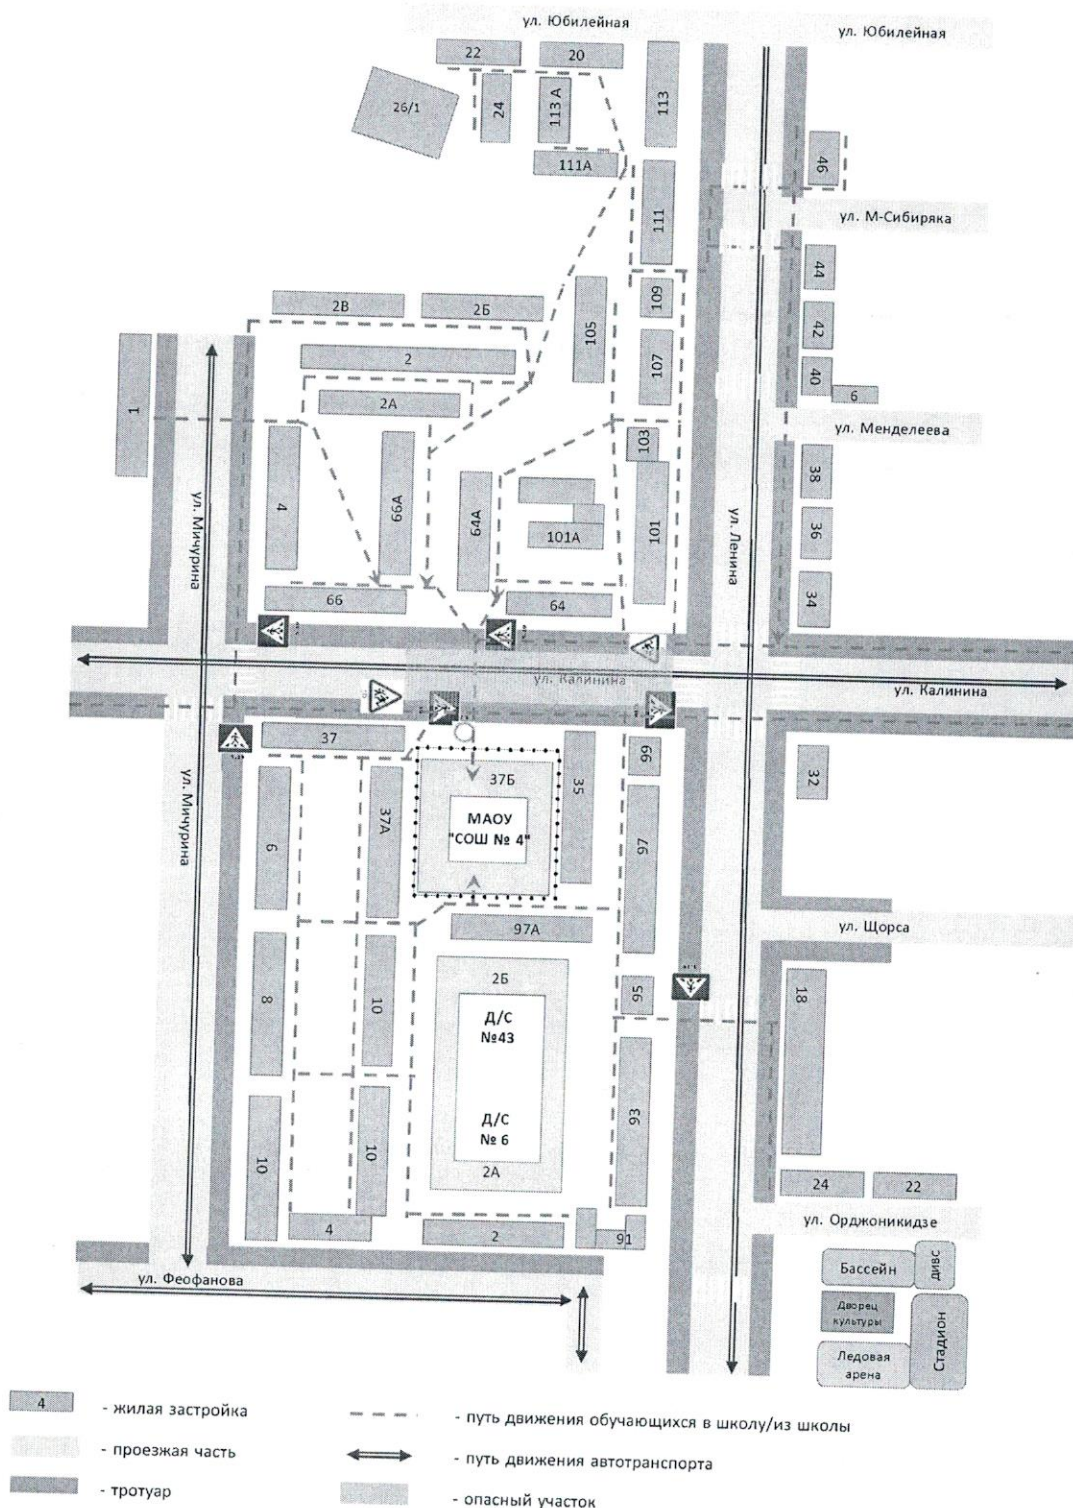 ул. Юбилейная
ул. Юбилейная
22
20
113
26/1
24
113 А
46
111А
111
ул. М-Сибиряка
44
109
2В
2Б
105
42
107
2
40
6
1
2А
ул. Менделеева
103
38
4
66А
64А
101
ул. Мичурина
ул. Ленина
36
101А
34
66
64
ул. Калинина
ул. Калинина
37
99
35
32
37Б
ул. Мичурина
6
37А
МАОУ
"СОШ № 4"
97
97А
ул. Щорса
8
10
2Б
95
18
Д/С
№43
93
10
10
Д/С
№ 6
2А
24
22
4
2
91
ул. Орджоникидзе
ул. Феофанова
Бассейн
ДИВС
Дворец
культуры
Стадион
Ледовая
арена
4
- жилая застройка
- путь движения обучающихся в школу/из школы
- проезжая часть
- путь движения автотранспорта
- тротуар
- опасный участок